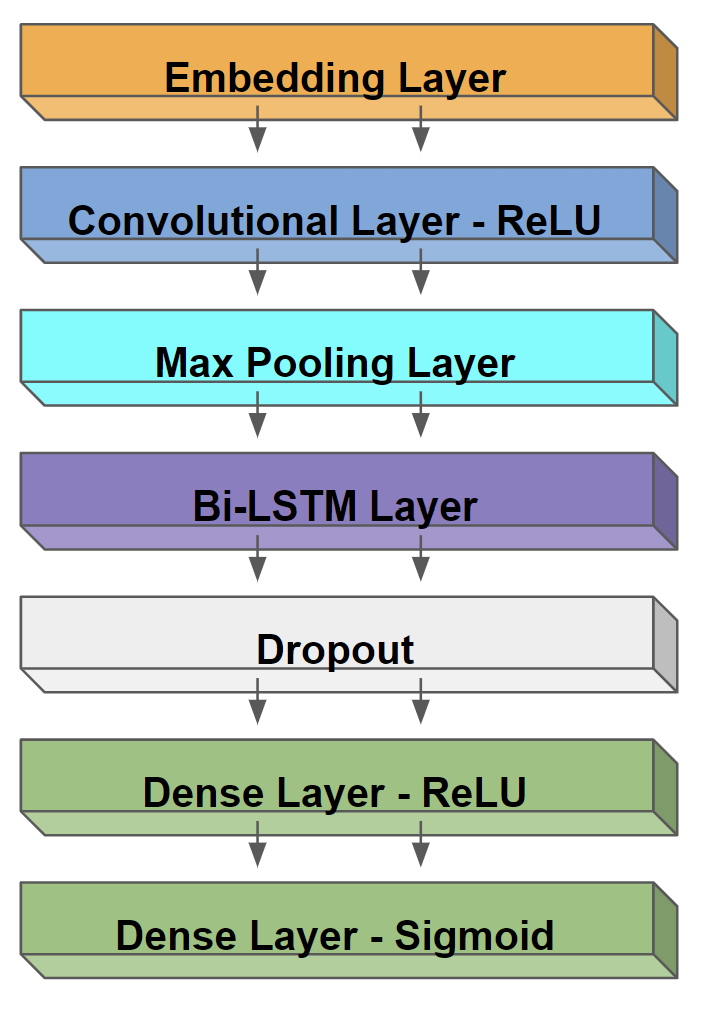 Embedding Layer
Convolutional Layer - ReLU
Max Pooling Layer
Bi-LSTM Layer
Dropout
Dense Layer - ReLU
Dense Layer - Sigmoid